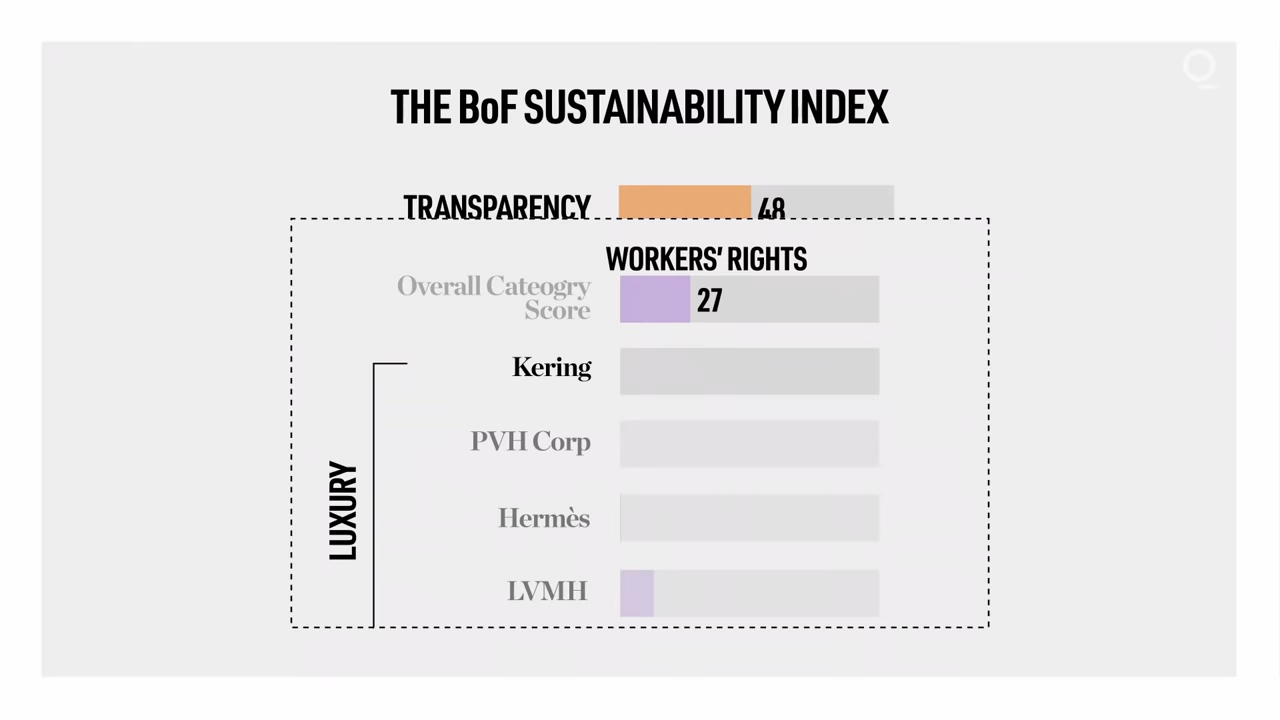 THE BoF SUSTAINABILITY INDEX
TRANSPARENCY 48
WORKERS' RIGHTS
Overall Cateogry
Score
27
Kering
PVH Corp
Hermès
LVMH
LUXURY